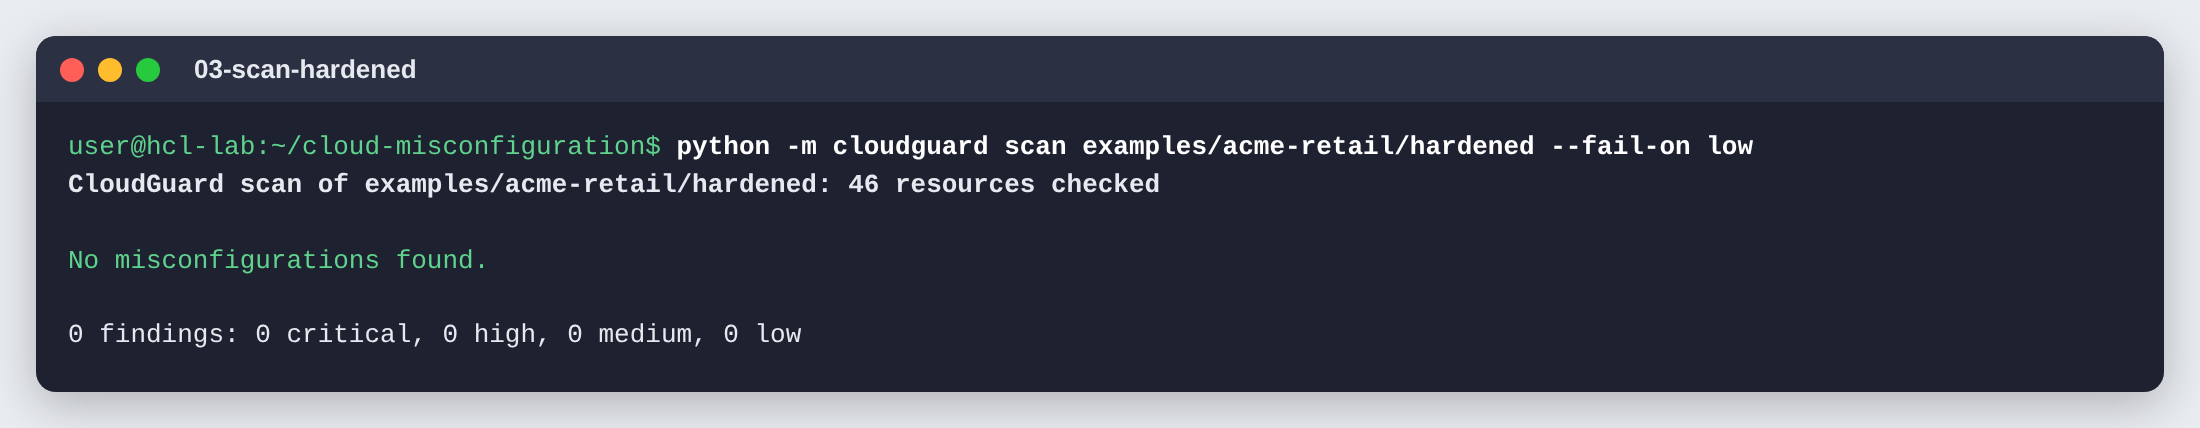 03-scan-hardened
user@hcl-lab:~/cloud-misconfiguration$ python -m cloudguard scan examples/acme-retail/hardened --fail-on low
CloudGuard scan of examples/acme-retail/hardened: 46 resources checked
No misconfigurations found.
0 findings: 0 critical, 0 high, 0 medium, 0 low